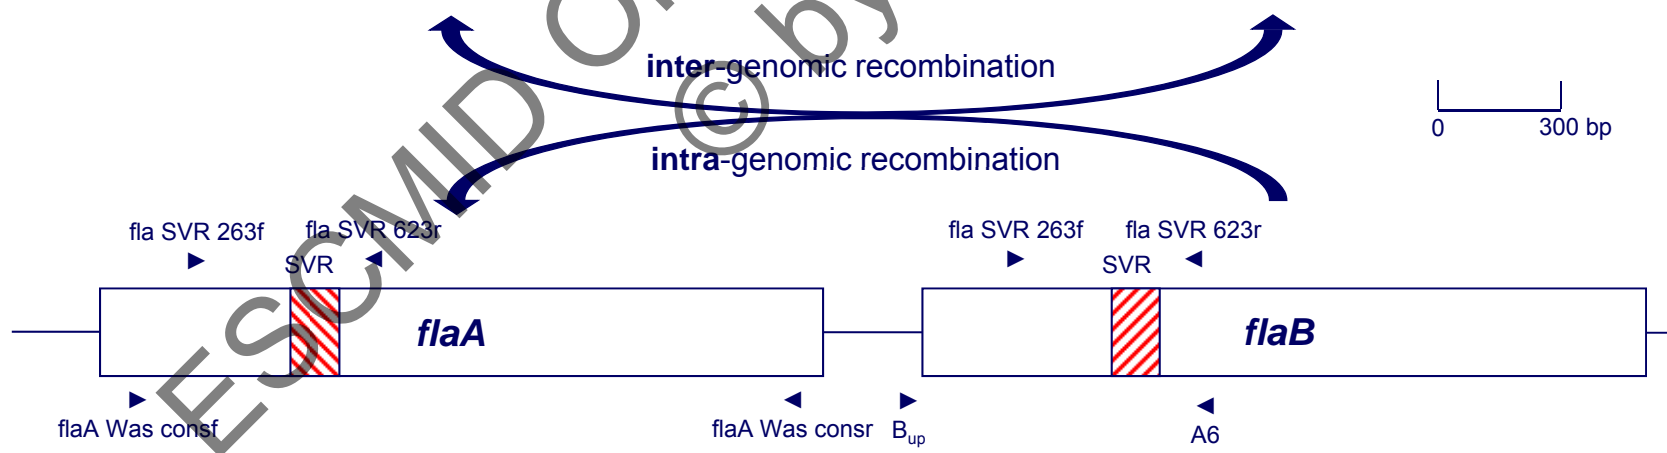 inter-genomic recombination
intra-genomic recombination
0 300 bp
fla SVR 263f fla SVR 623r fla SVR 263f fla SVR 623r
SVR SVR
flaA flaB
flaA Was consf flaA Was consr Bup A6
ESCMID
© by